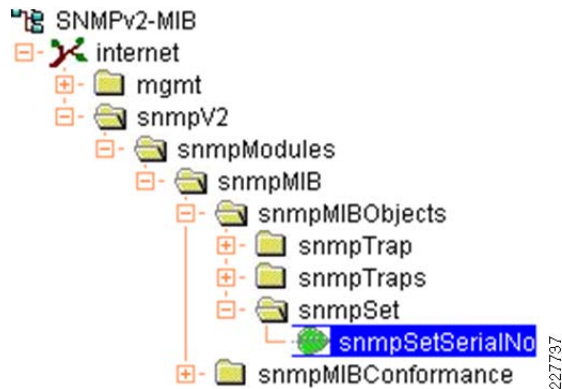 SNMPv2-MIB
internet
mgmt
snmpV2
snmpModules
snmpMIB
snmpMIBObjects
snmpTrap
snmpTraps
snmpSet
snmpSetSerialNo
snmpMIBConformance
227737